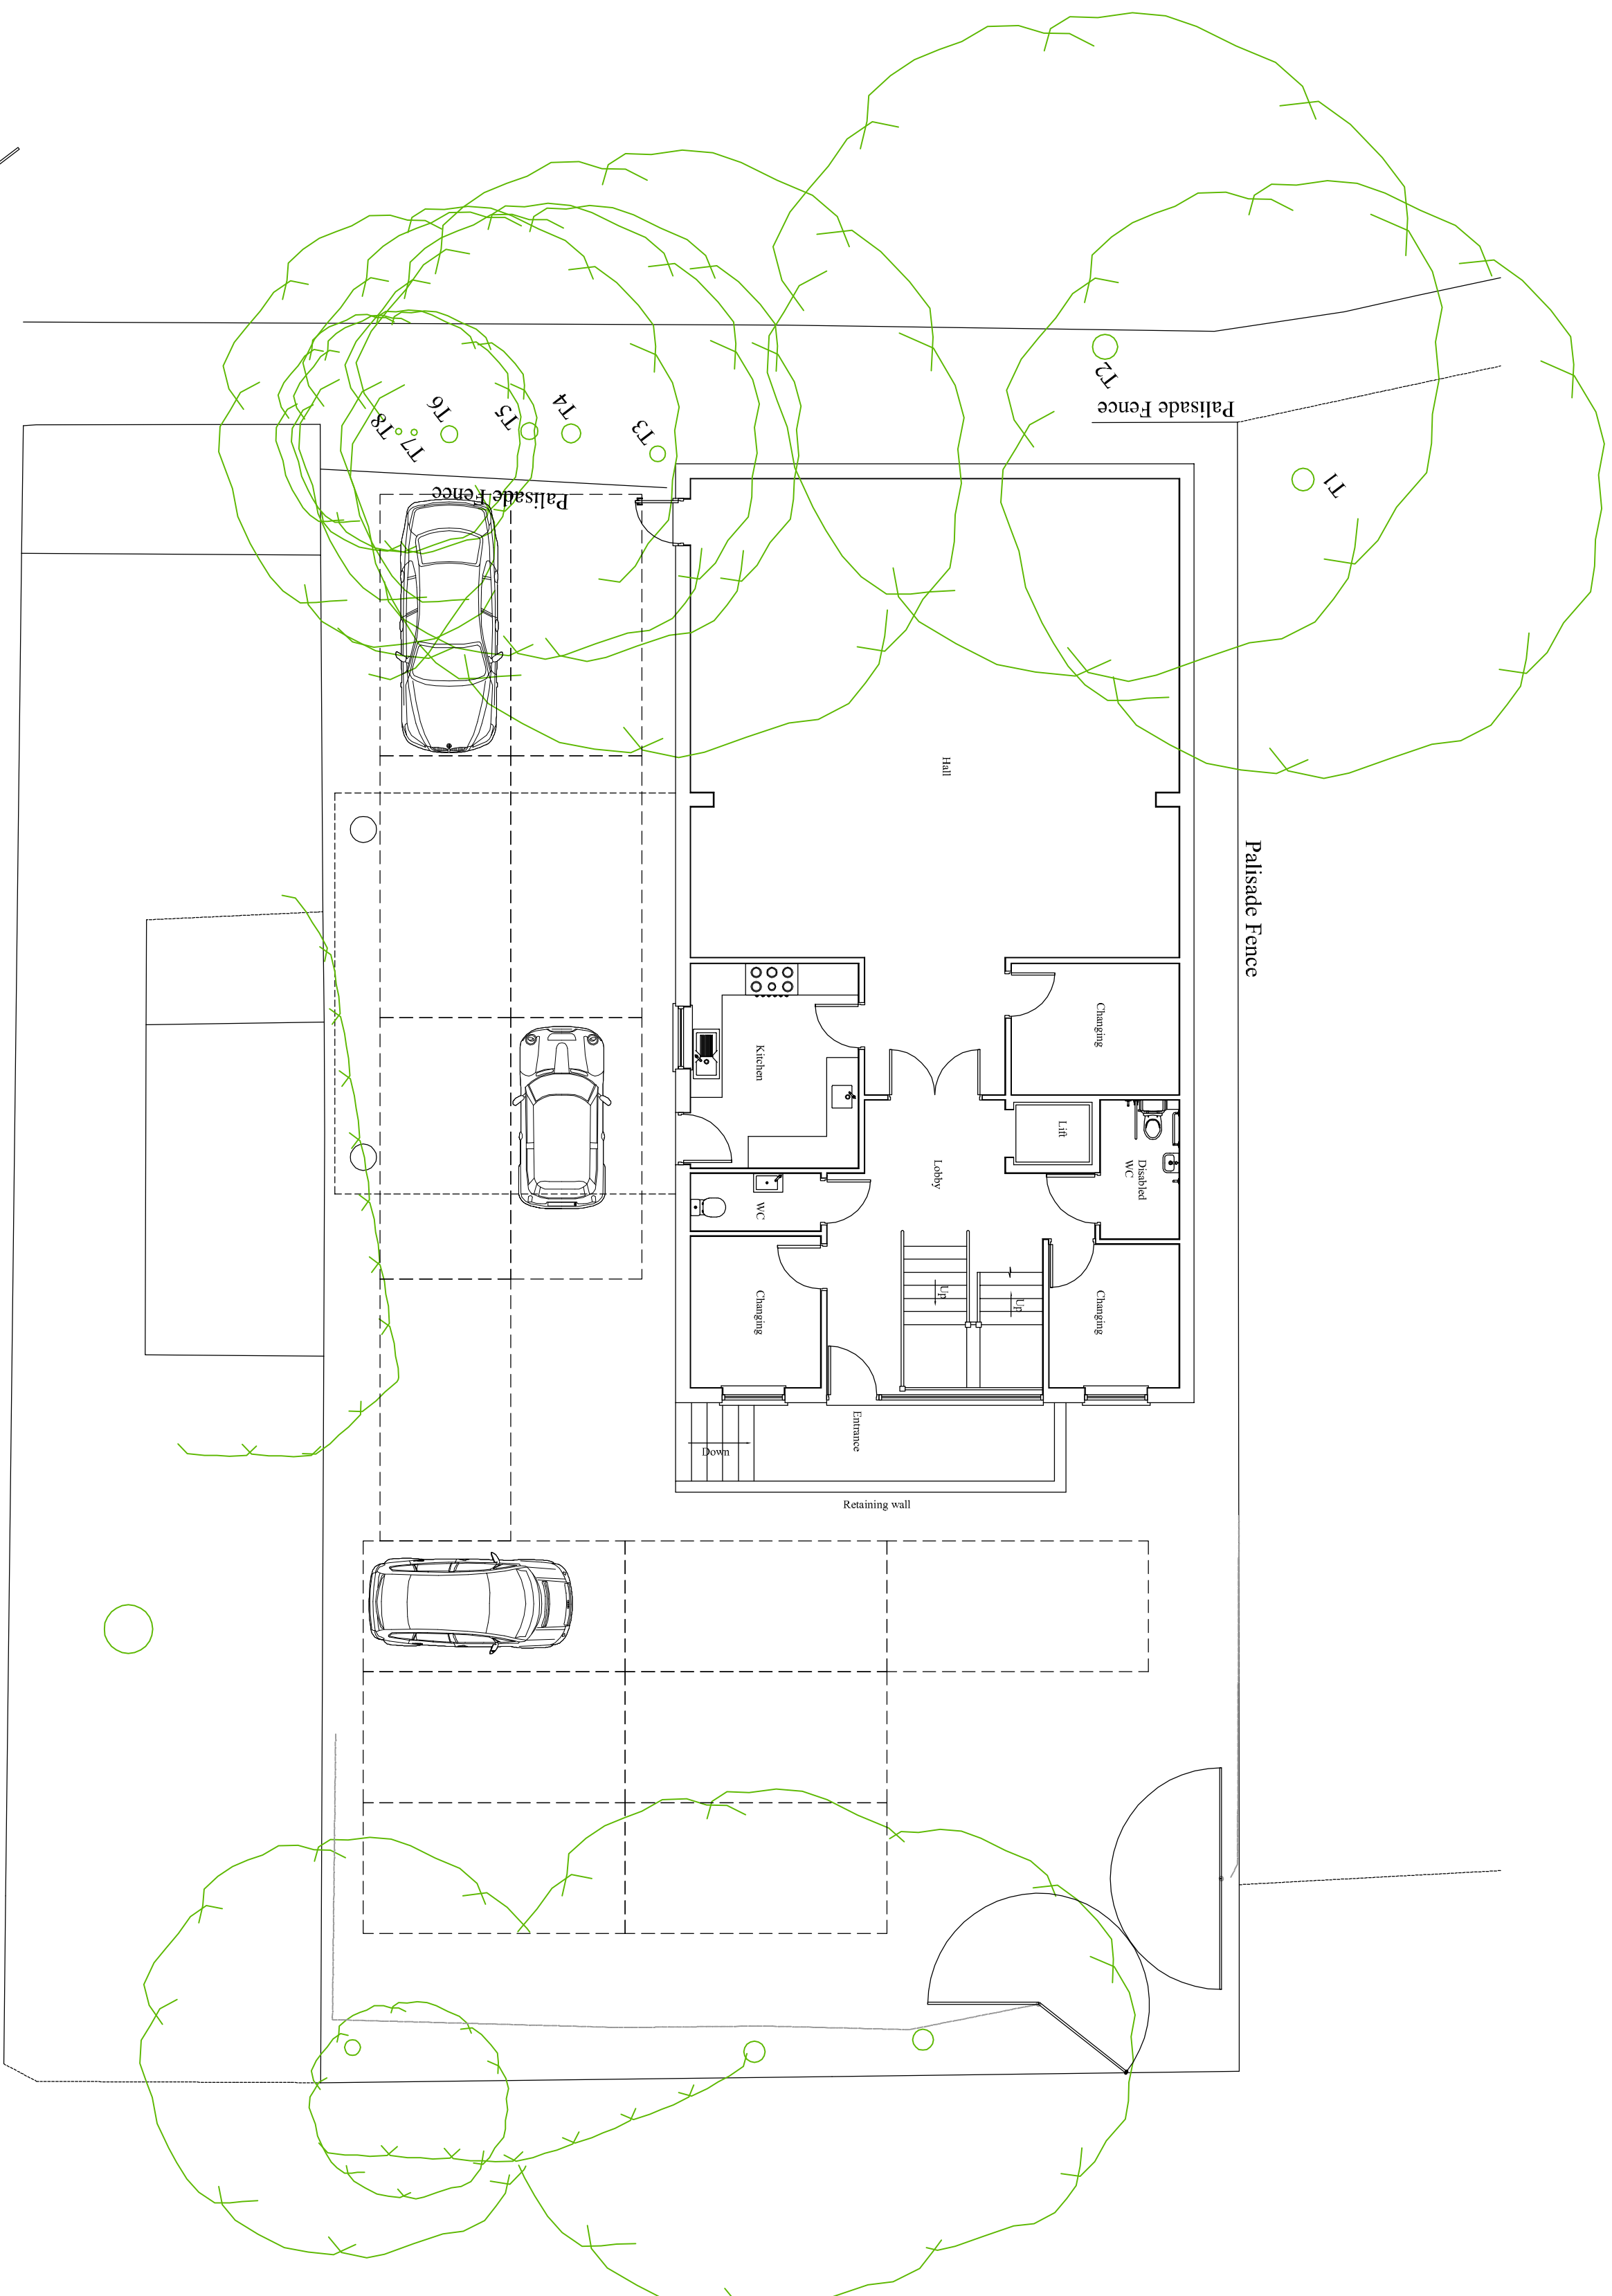 T2
Palisade Fence
T8
T7
T6
T5
T4
T3
T1
Palisade Fence
Hall
Palisade Fence
Kitchen
Changing
Lift
Lobby
Disabled
WC
WC
Changing
Up
Up
Changing
Entrance
Down
Retaining wall